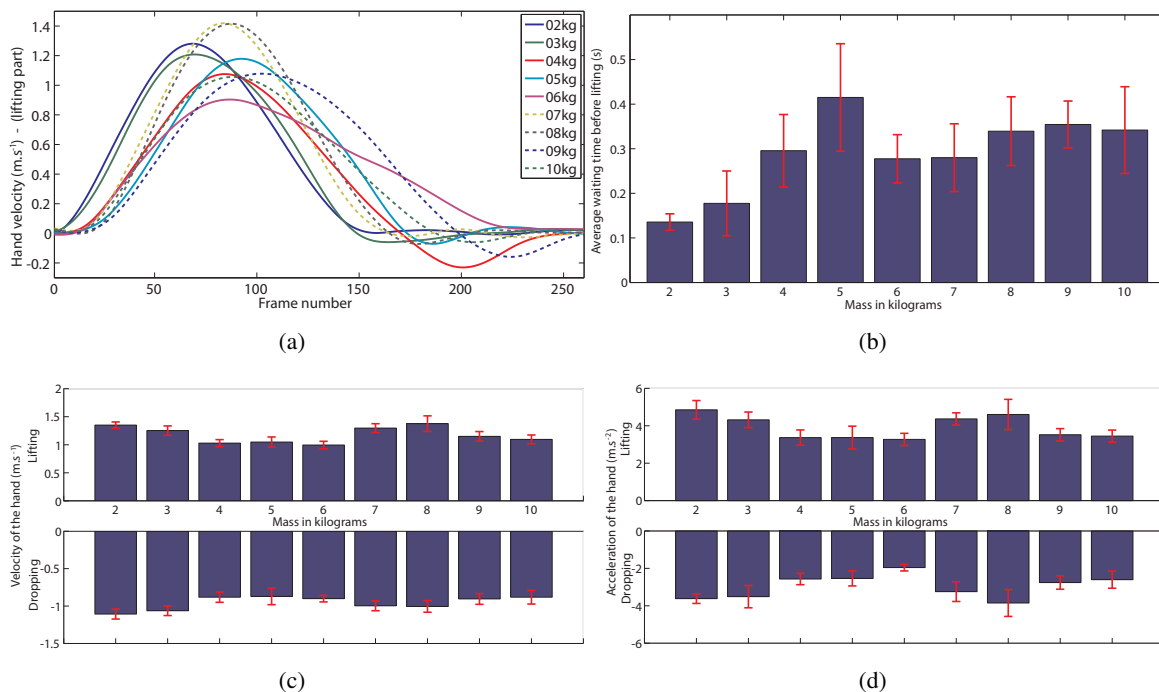 Hand velocity (m.s⁻¹) - (lifting part)
1.4
1.2
1
0.8
0.6
0.4
0.2
0
-0.2
0 50 100 150 200 250
Frame number
02kg
03kg
04kg
05kg
06kg
07kg
08kg
09kg
10kg
(a)
Average waiting time before lifting (s)
0.6
0.5
0.4
0.3
0.2
0.1
0
2 3 4 5 6 7 8 9 10
Mass in kilograms
(b)
Velocity of the hand (m.s⁻¹)
Lifting
2
1.5
1
0.5
0
2 3 4 5 6 7 8 9 10
Mass in kilograms
Dropping
0
-0.5
-1
-1.5
(c)
Acceleration of the hand (m.s⁻²)
Lifting
6
4
2
0
2 3 4 5 6 7 8 9 10
Mass in kilograms
Dropping
0
-2
-4
-6
(d)